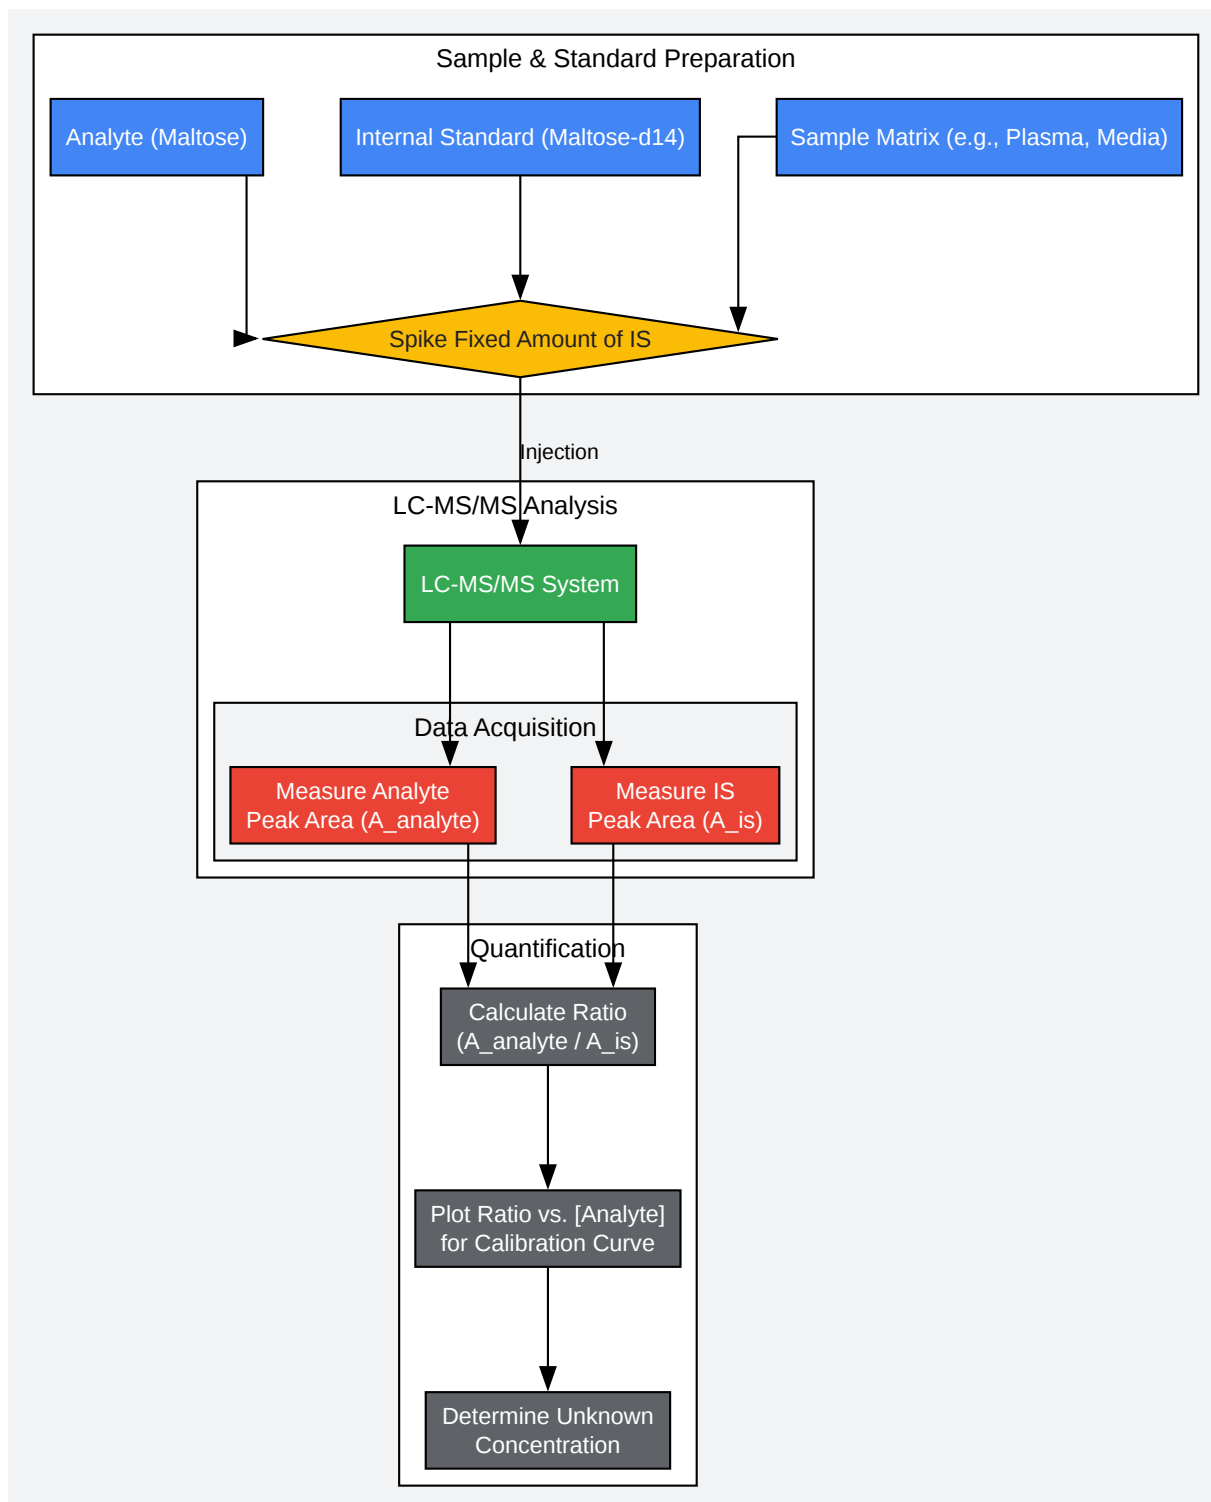 Sample & Standard Preparation
Analyte (Maltose)
Internal Standard (Maltose-d14)
Sample Matrix (e.g., Plasma, Media)
Spike Fixed Amount of IS
Injection
LC-MS/MS Analysis
LC-MS/MS System
Data Acquisition
Measure Analyte
Peak Area (A_analyte)
Measure IS
Peak Area (A_is)
Quantification
Calculate Ratio
(A_analyte / A_is)
Plot Ratio vs. [Analyte]
for Calibration Curve
Determine Unknown
Concentration